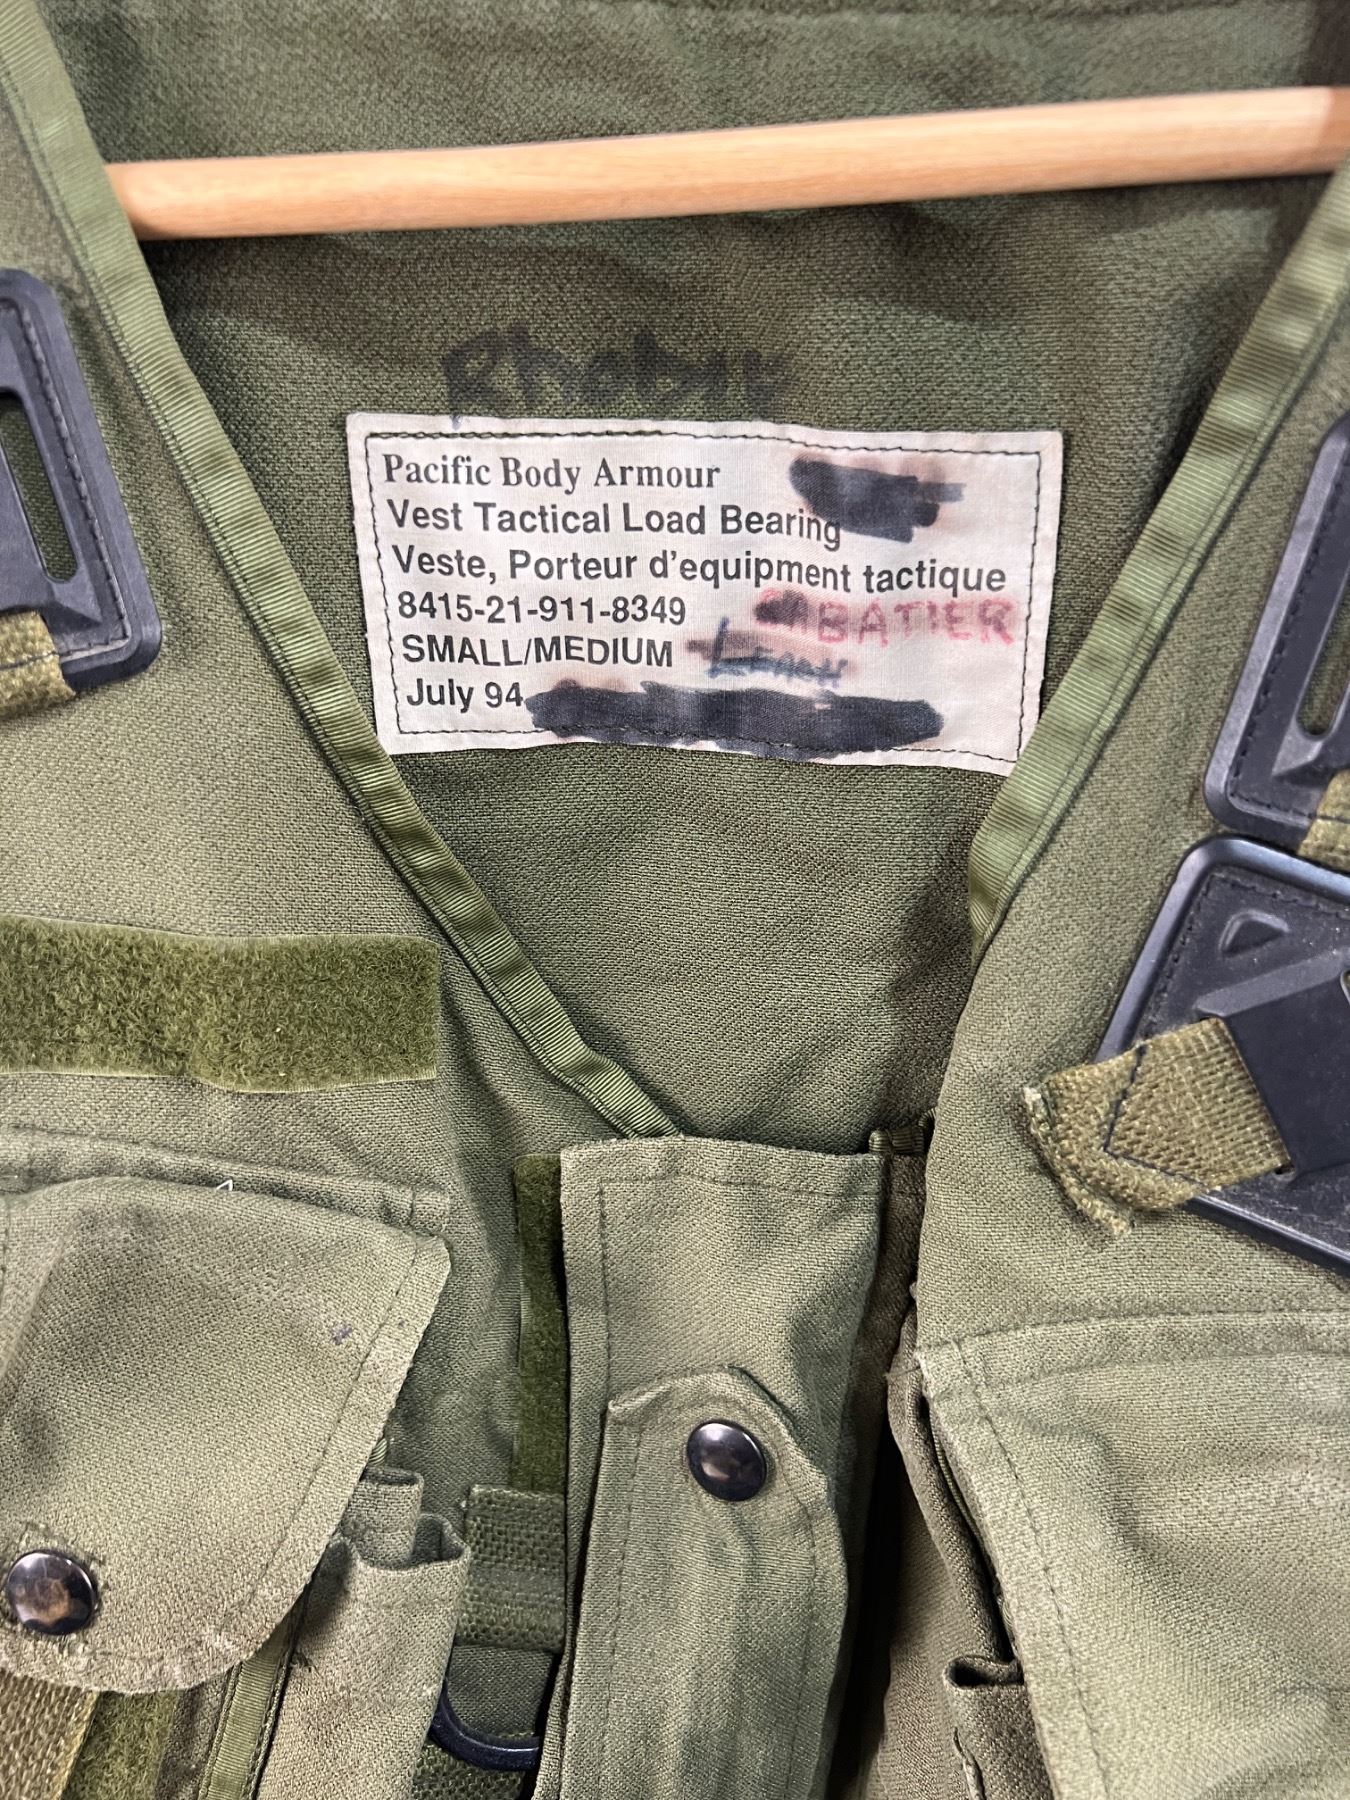 Pacific Body Armour
Vest Tactical Load Bearing
Veste, Porteur d'equipment tactique
8415-21-911-8349
BATIER
SMALL/MEDIUM
July 94